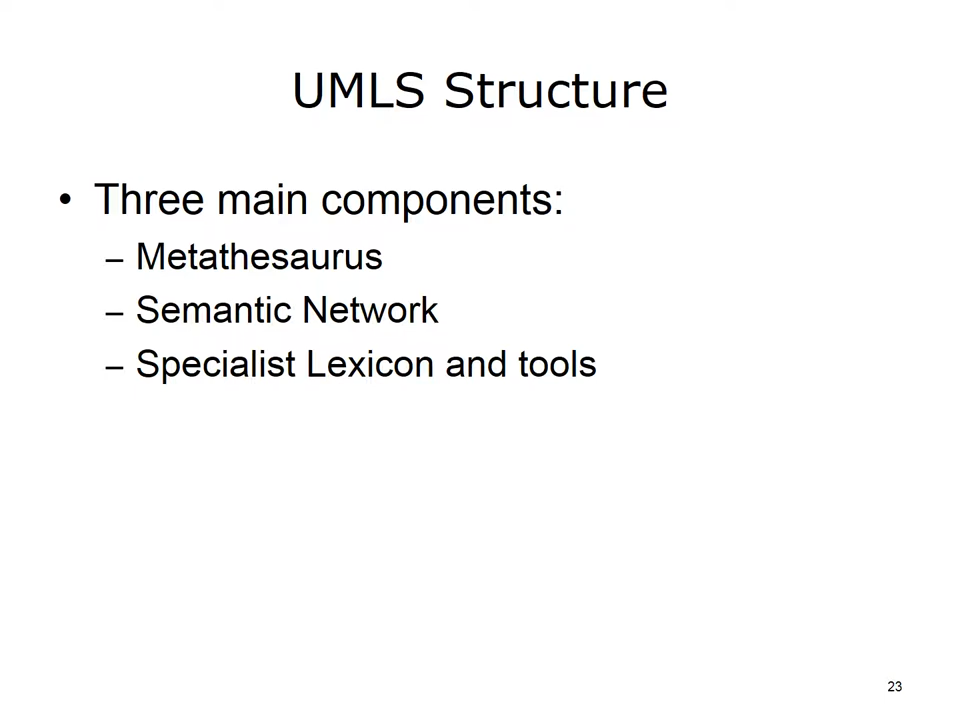 UMLS Structure
• Three main components:
– Metathesaurus
– Semantic Network
– Specialist Lexicon and tools
23